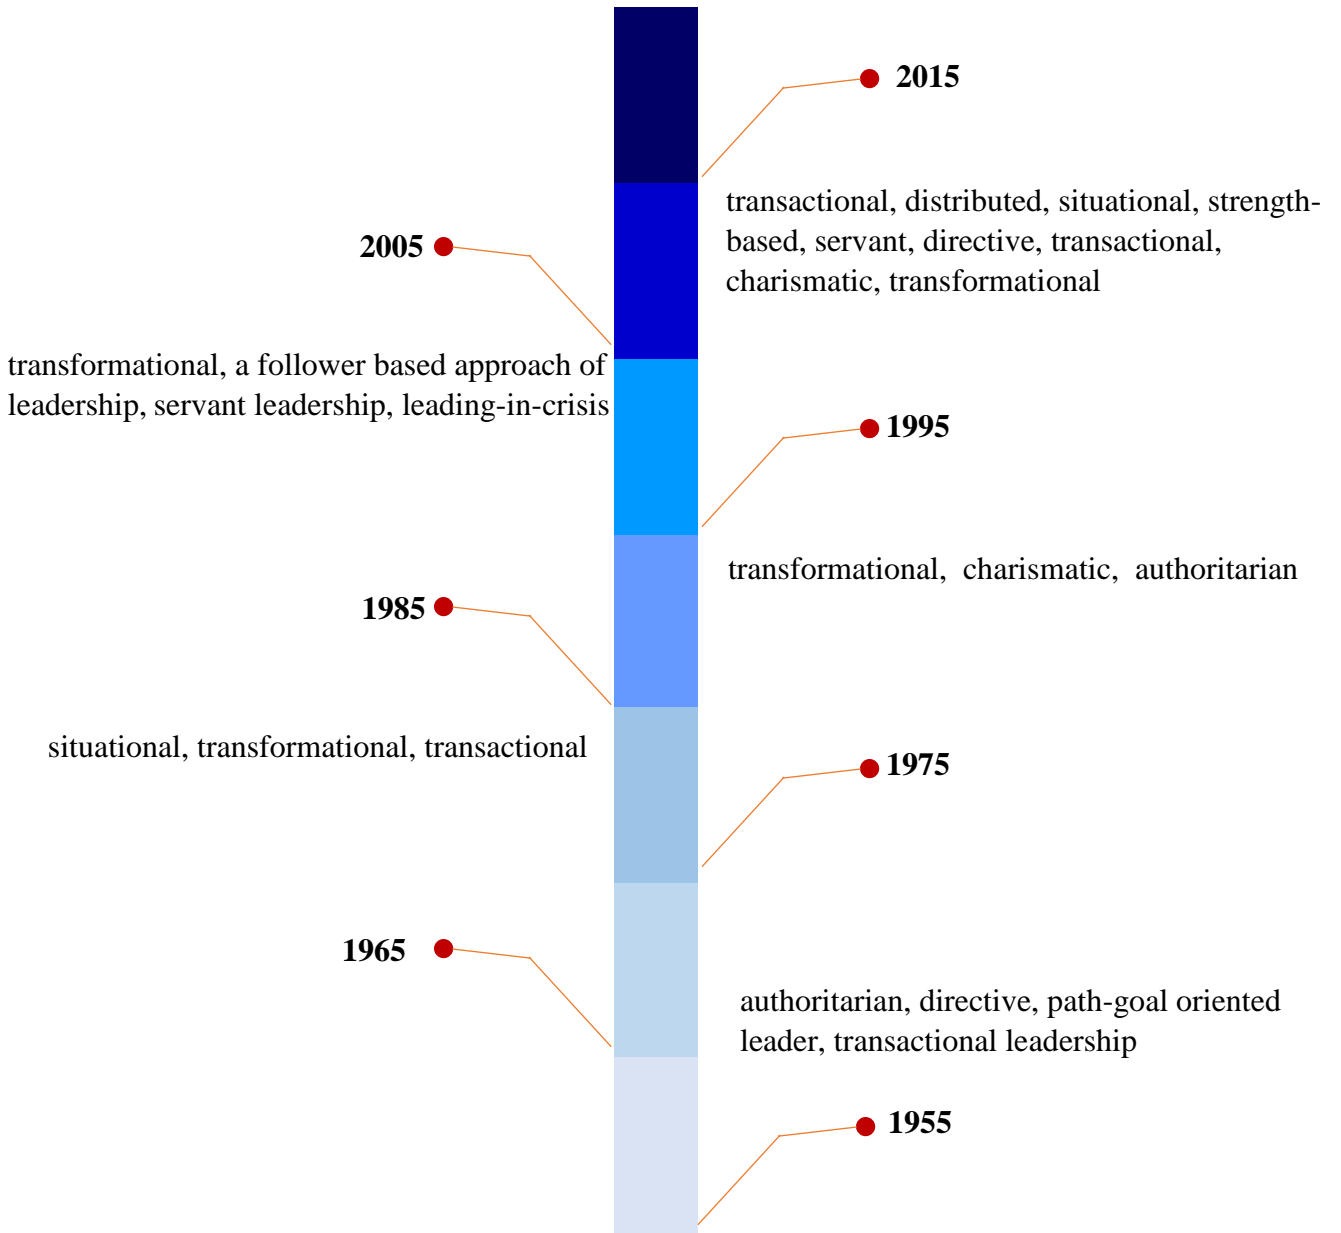 2015
transactional, distributed, situational, strength-
based, servant, directive, transactional,
charismatic, transformational
2005
transformational, a follower based approach of
leadership, servant leadership, leading-in-crisis
1995
transformational, charismatic, authoritarian
1985
situational, transformational, transactional
1975
1965
authoritarian, directive, path-goal oriented
leader, transactional leadership
1955